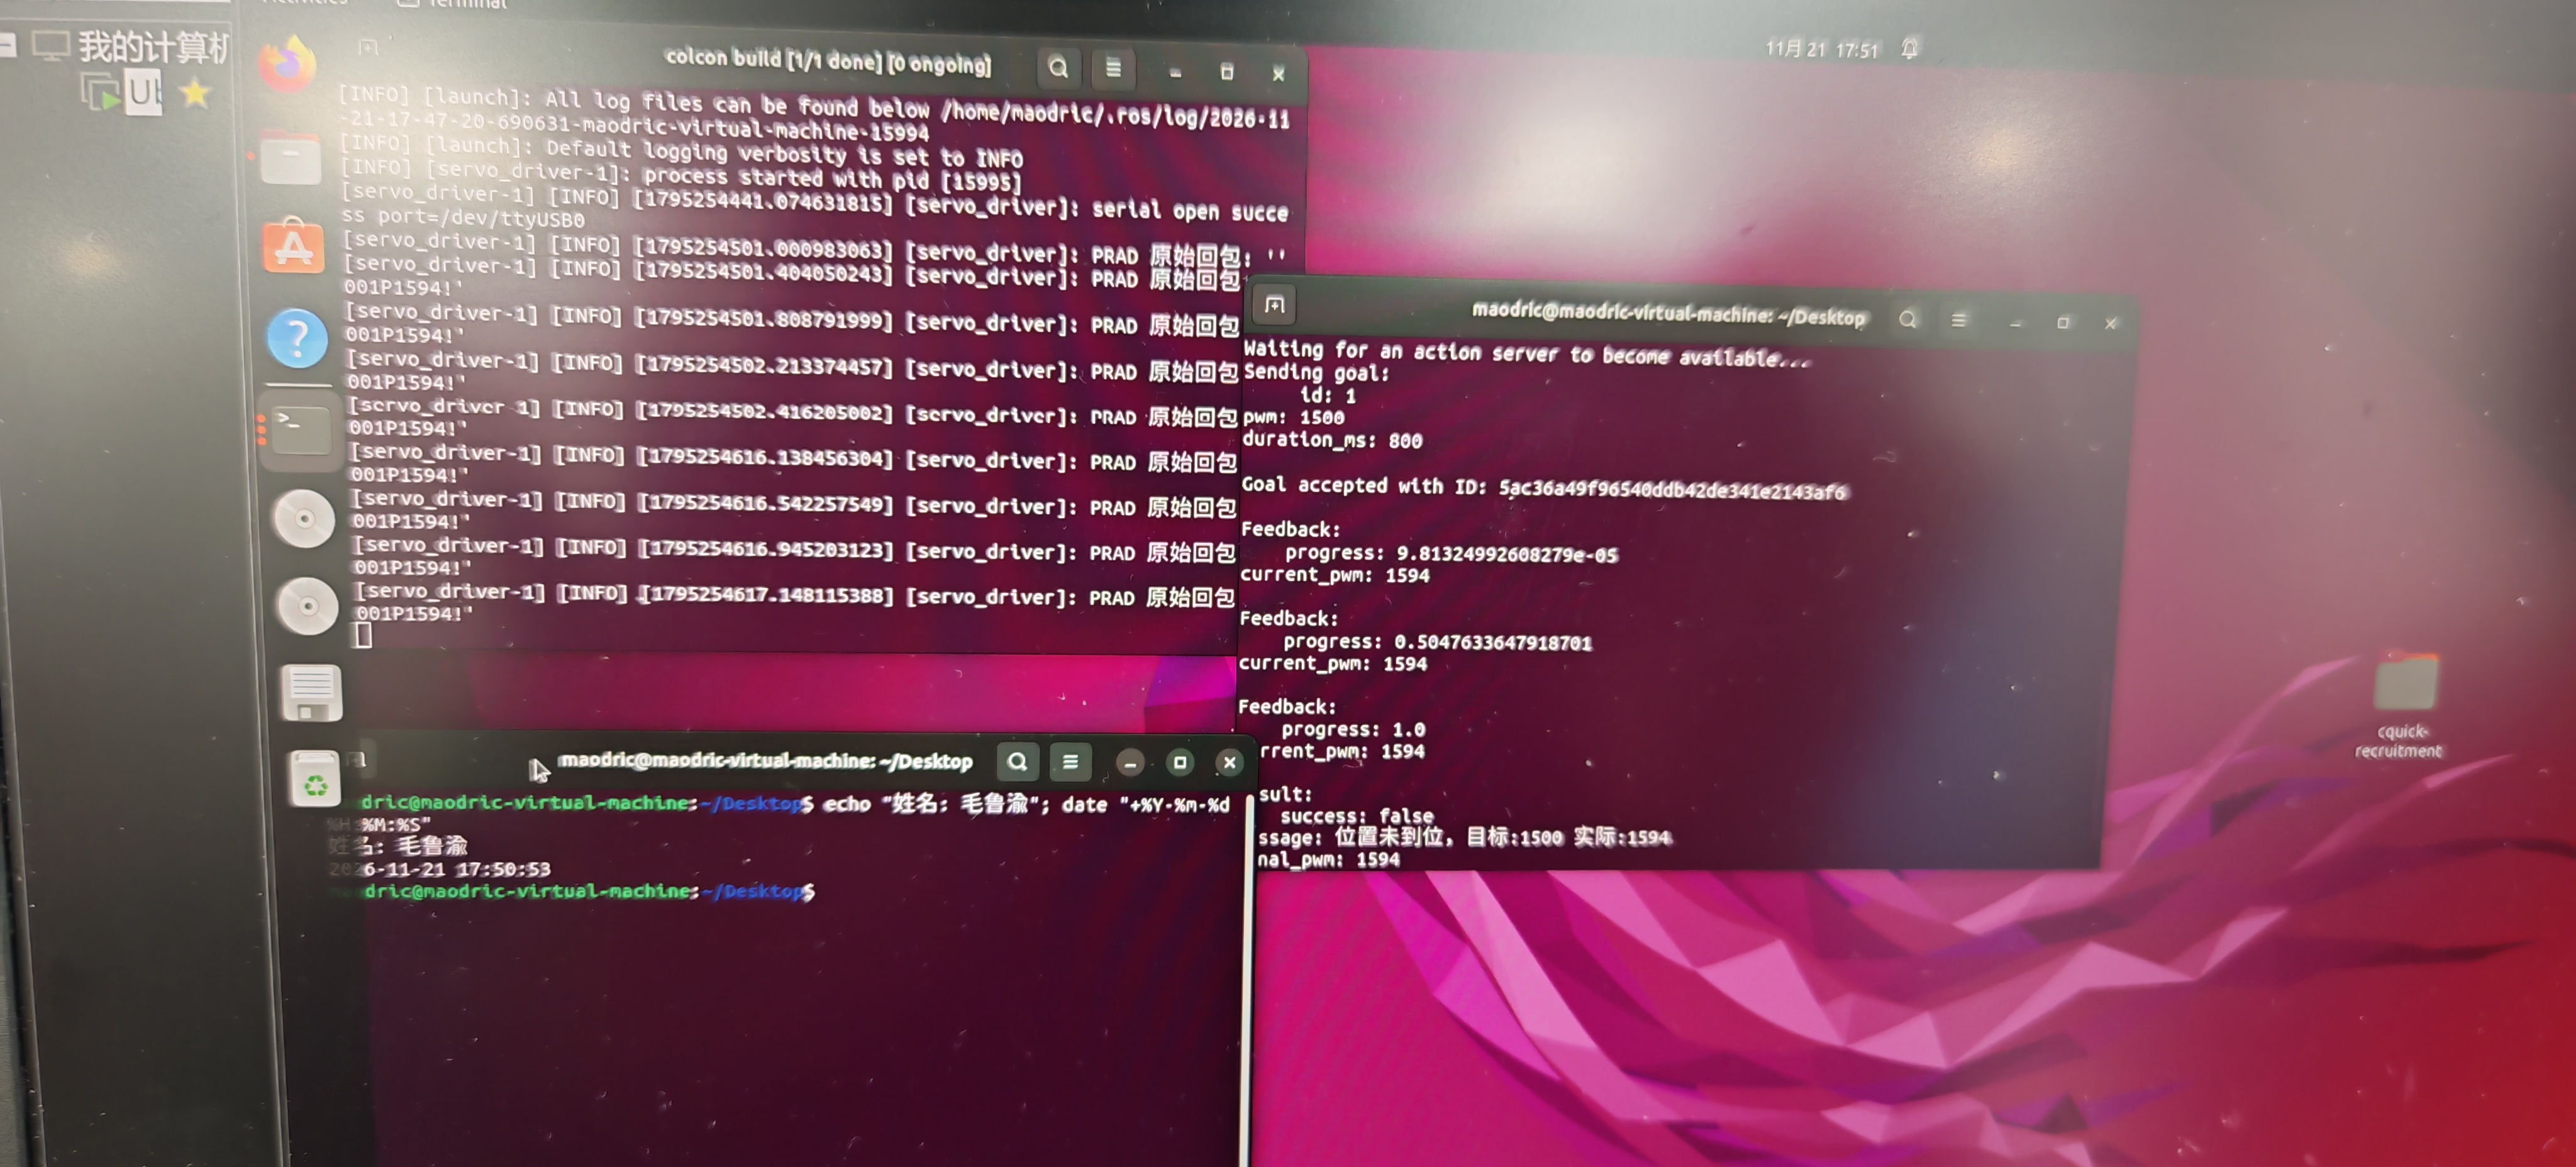 我的计算机
11月 21 17:51
colcon build [1/1 done] [0 ongoing]
[INFO] [launch]: All log files can be found below /home/maodric/.ros/log/2026-11
-21-17-47-20-690631-maodric-virtual-machine-15994
[INFO] [launch]: Default logging verbosity is set to INFO
[INFO] [servo_driver-1]: process started with pid [15995]
[servo_driver-1] [INFO] [1795254441.074631815] [servo_driver]: serial open succe
ss port=/dev/ttyUSB0
[servo_driver-1] [INFO] [1795254501.000983063] [servo_driver]: PRAD 原始回包: ''
[servo_driver-1] [INFO] [1795254501.404050243] [servo_driver]: PRAD 原始回包
001P1594!'
[servo_driver-1] [INFO] [1795254501.808791999] [servo_driver]: PRAD 原始回包
001P1594!'
[servo_driver-1] [INFO] [1795254502.213374457] [servo_driver]: PRAD 原始回包
001P1594!'
[servo_driver-1] [INFO] [1795254502.416205002] [servo_driver]: PRAD 原始回包
001P1594!'
[servo_driver-1] [INFO] [1795254616.138456304] [servo_driver]: PRAD 原始回包
001P1594!'
[servo_driver-1] [INFO] [1795254616.542257549] [servo_driver]: PRAD 原始回包
001P1594!'
[servo_driver-1] [INFO] [1795254616.945203123] [servo_driver]: PRAD 原始回包
001P1594!'
[servo_driver-1] [INFO] [1795254617.148115388] [servo_driver]: PRAD 原始回包
001P1594!'
maodric@maodric-virtual-machine: ~/Desktop
Waiting for an action server to become available...
Sending goal:
id: 1
pwm: 1500
duration_ms: 800
Goal accepted with ID: 5ac36a49f96540ddb42de341e2143af6
Feedback:
progress: 9.813249926082790e-05
current_pwm: 1594
Feedback:
progress: 0.5047633647918701
current_pwm: 1594
Feedback:
progress: 1.0
rrent_pwm: 1594
sult:
success: false
ssage: 位置未到位, 目标:1500 实际:1594
nal_pwm: 1594
maodric@maodric-virtual-machine: ~/Desktop
dric@maodric-virtual-machine:~/Desktop$ echo "姓名: 毛鲁渝"; date "+%Y-%m-%d
%H:%M:%S"
姓名: 毛鲁渝
2026-11-21 17:50:53
dric@maodric-virtual-machine:~/Desktop$
cquick-
recruitment